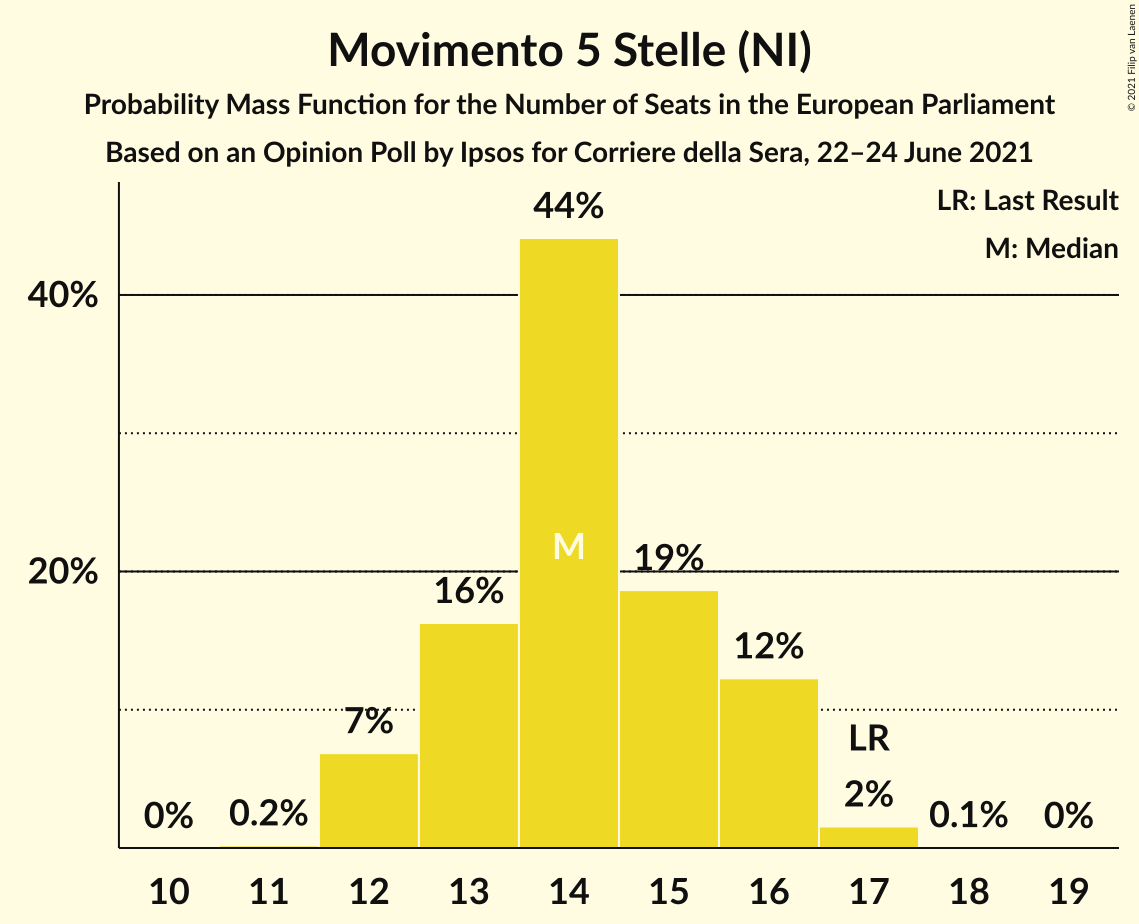 Movimento 5 Stelle (NI)
Probability Mass Function for the Number of Seats in the European Parliament
Based on an Opinion Poll by Ipsos for Corriere della Sera, 22–24 June 2021
© 2021 Filip van Laenen
LR: Last Result
M: Median
40%
20%
0%
0.2%
7%
16%
44%
M
19%
12%
LR
2%
0.1%
0%
10 11 12 13 14 15 16 17 18 19